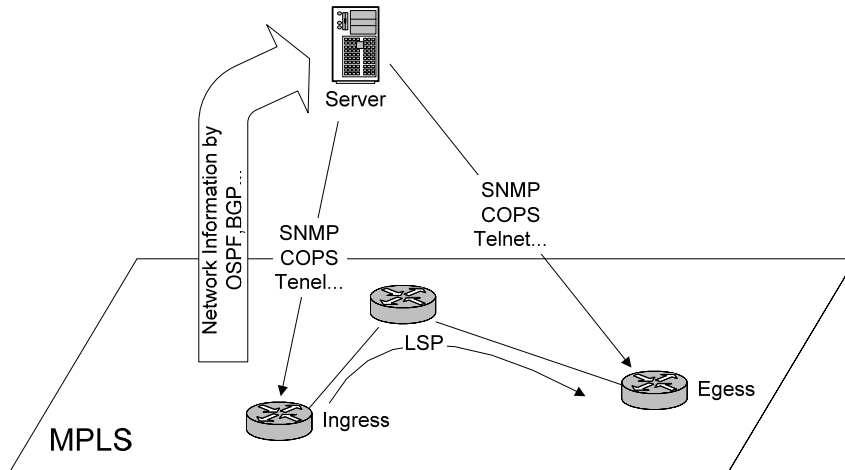 Server
Network Information by
OSPF,BGP...
SNMP
COPS
Telnet...
SNMP
COPS
Tenel...
LSP
Egess
Ingress
MPLS